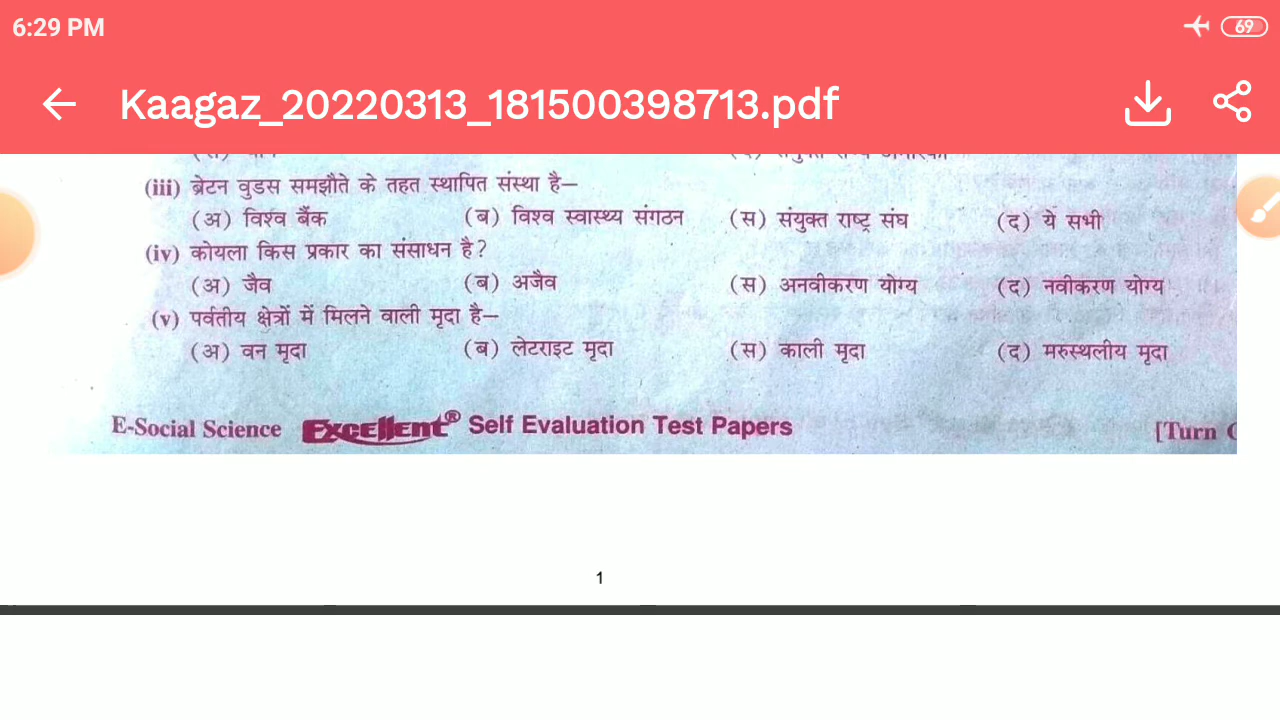 6:29 PM
69
Kaagaz_20220313_181500398713.pdf
(iii) ब्रेटन वुडस समझौते के तहत स्थापित संस्था है—
(अ) विश्व बैंक (ब) विश्व स्वास्थ्य संगठन (स) संयुक्त राष्ट्र संघ (द) ये सभी
(iv) कोयला किस प्रकार का संसाधन है?
(अ) जैव (ब) अजैव (स) अनवीकरण योग्य (द) नवीकरण योग्य
(v) पर्वतीय क्षेत्रों में मिलने वाली मृदा है—
(अ) वन मृदा (ब) लेटराइट मृदा (स) काली मृदा (द) मरुस्थलीय मृदा
E-Social Science Excellent® Self Evaluation Test Papers [Turn
1